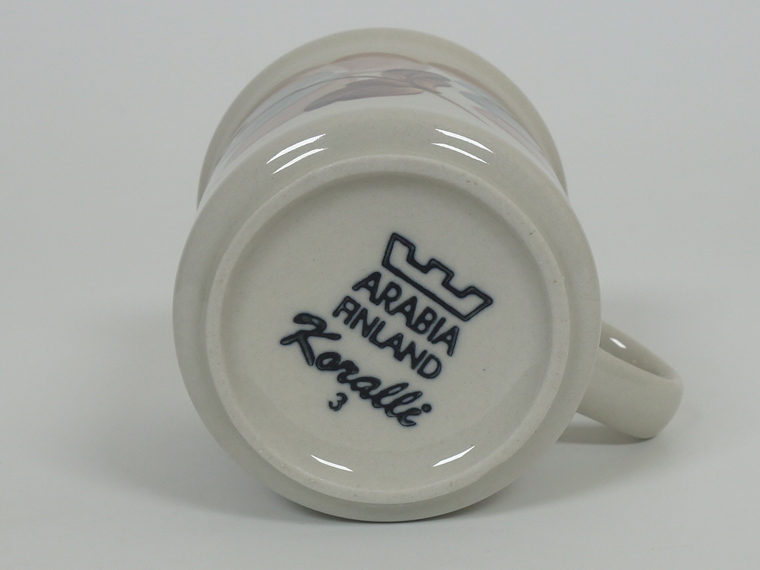 ARABIA
FINLAND
Koralli
3